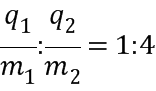 q₁/m₁ : q₂/m₂ = 1:4